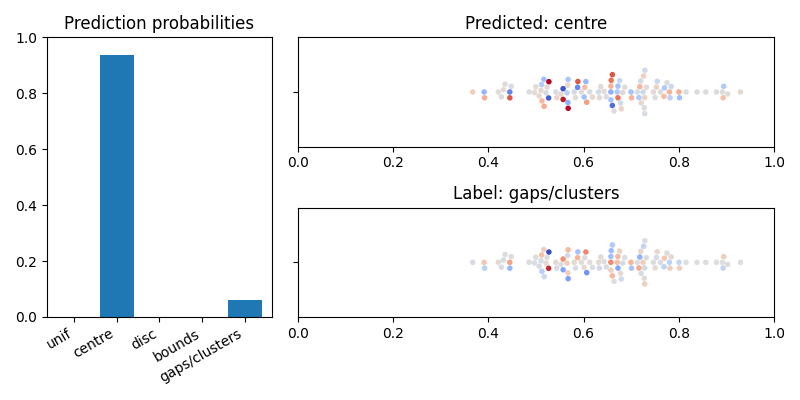 Prediction probabilities
1.0
0.8
0.6
0.4
0.2
0.0
unif
centre
disc
bounds
gaps/clusters
Predicted: centre
0.0 0.2 0.4 0.6 0.8 1.0
Label: gaps/clusters
0.0 0.2 0.4 0.6 0.8 1.0